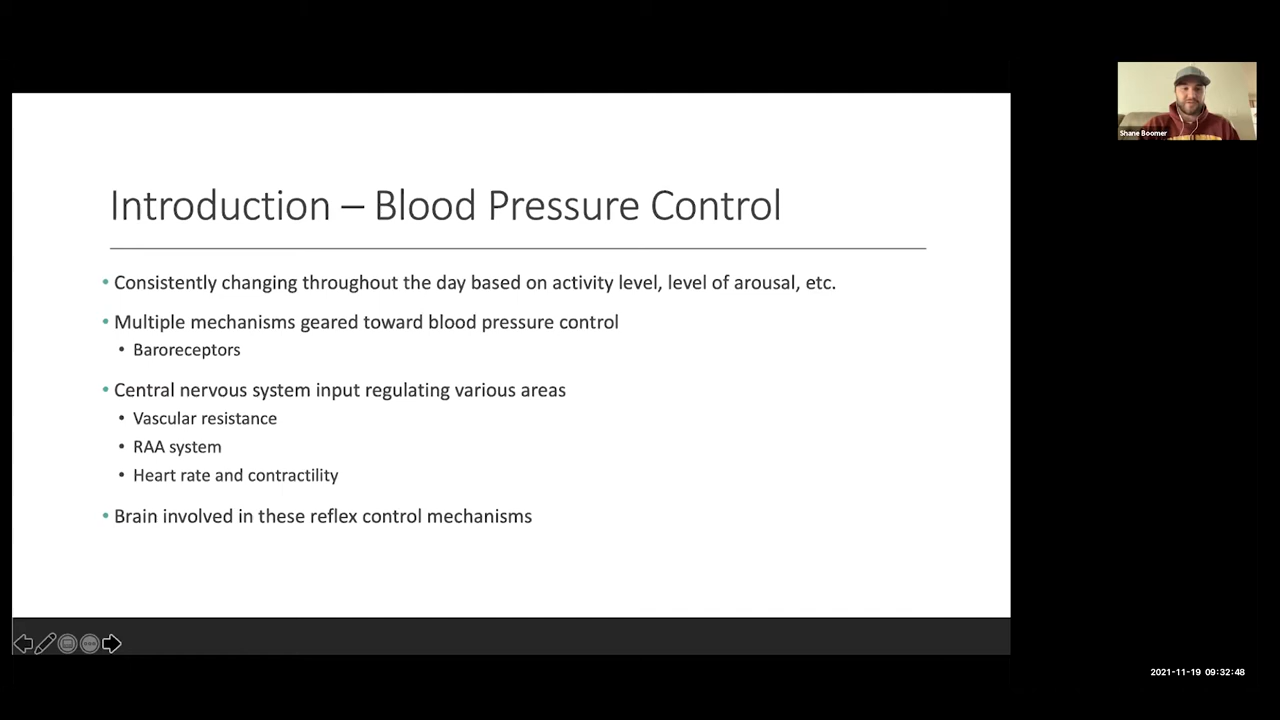 Shane Boomer
Introduction – Blood Pressure Control
• Consistently changing throughout the day based on activity level, level of arousal, etc.
• Multiple mechanisms geared toward blood pressure control
• Baroreceptors
• Central nervous system input regulating various areas
• Vascular resistance
• RAA system
• Heart rate and contractility
• Brain involved in these reflex control mechanisms
2021-11-19 09:32:48